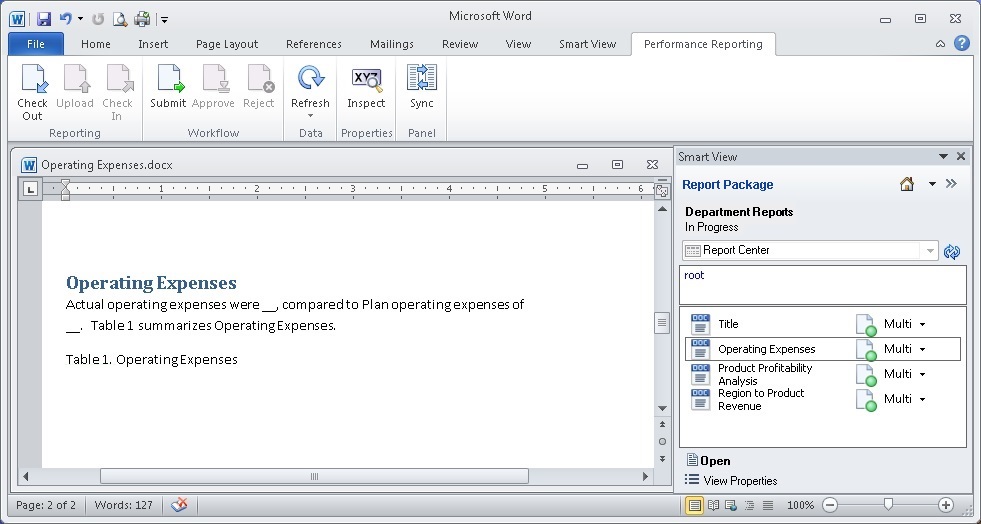 Microsoft Word
File Home Insert Page Layout References Mailings Review View Smart View Performance Reporting
Check Out Upload Check In Submit Approve Reject Refresh Inspect Sync
XYZ
Reporting Workflow Data Properties Panel
Operating Expenses.docx
1 2 3 4 5 6
Operating Expenses
Actual operating expenses were __, compared to Plan operating expenses of
__. Table 1 summarizes Operating Expenses.
Table 1. Operating Expenses
Smart View
Report Package
Department Reports
In Progress
Report Center
root
DOC Title Multi
DOC Operating Expenses Multi
DOC Product Profitability
Analysis Multi
DOC Region to Product
Revenue Multi
Open
View Properties
Page: 2 of 2 Words: 127 100%